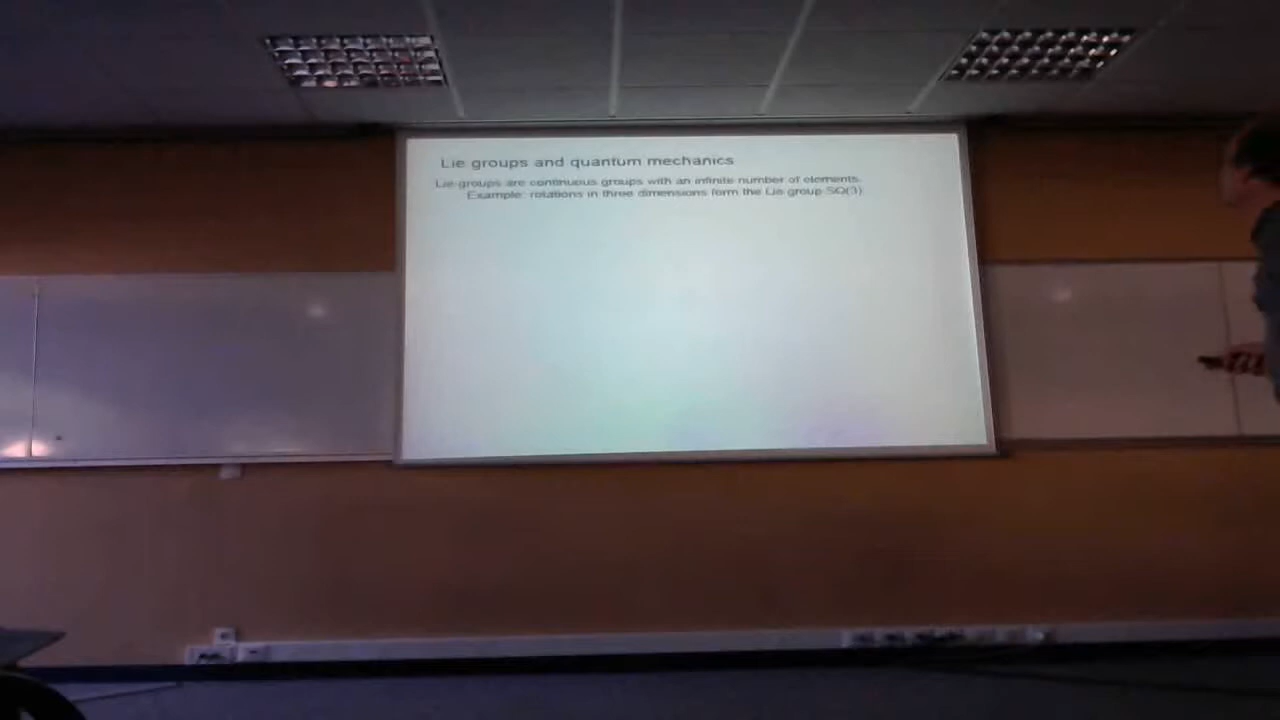 Lie groups and quantum mechanics
Lie groups are continuous groups with an infinite number of elements.
Example: rotations in three dimensions form the Lie group SO(3)